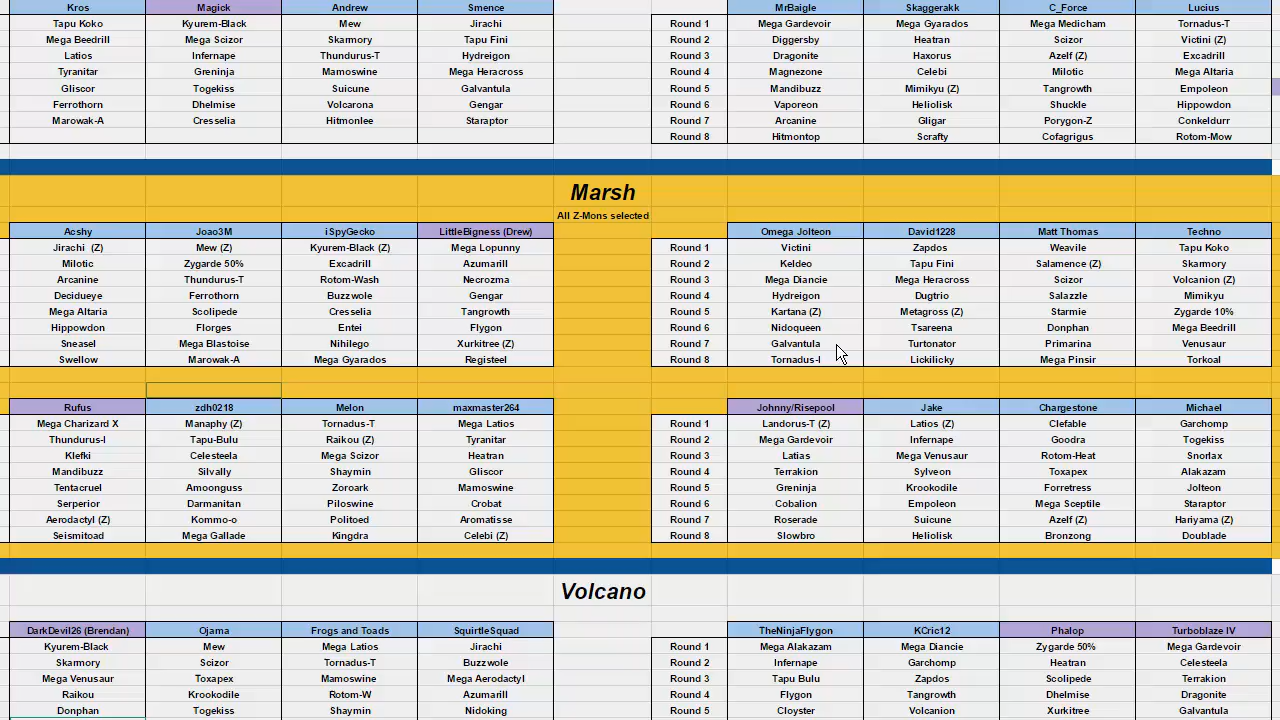 Kros Magick Andrew Smence MrBaigle Skaggerakk C_Force Lucius
Tapu Koko Kyurem-Black Mew Jirachi Round 1 Mega Gardevoir Mega Gyarados Mega Medicham Tornadus-T
Mega Beedrill Mega Scizor Skarmory Tapu Fini Round 2 Diggersby Heatran Scizor Victini (Z)
Latios Infernape Thundurus-T Hydreigon Round 3 Dragonite Haxorus Azelf (Z) Excadrill
Tyranitar Greninja Mamoswine Mega Heracross Round 4 Magnezone Celebi Milotic Mega Altaria
Gliscor Togekiss Suicune Galvantula Round 5 Mandibuzz Mimikyu (Z) Tangrowth Empoleon
Ferrothorn Dhelmise Volcarona Gengar Round 6 Vaporeon Heliolisk Shuckle Hippowdon
Marowak-A Cresselia Hitmonlee Staraptor Round 7 Arcanine Gligar Porygon-Z Conkeldurr
Round 8 Hitmontop Scrafty Cofagrigus Rotom-Mow
Marsh
All Z-Mons selected
Acshy Joao3M iSpyGecko LittleBigness (Drew) Omega Jolteon David1228 Matt Thomas Techno
Jirachi (Z) Mew (Z) Kyurem-Black (Z) Mega Lopunny Round 1 Victini Zapdos Weavile Tapu Koko
Milotic Zygarde 50% Excadrill Azumarill Round 2 Keldeo Tapu Fini Salamence (Z) Skarmory
Arcanine Thundurus-T Rotom-Wash Necrozma Round 3 Mega Diancie Mega Heracross Scizor Volcanion (Z)
Decidueye Ferrothorn Buzzwole Gengar Round 4 Hydreigon Dugtrio Salazzle Mimikyu
Mega Altaria Scolipede Cresselia Tangrowth Round 5 Kartana (Z) Metagross (Z) Starmie Zygarde 10%
Hippowdon Florges Entei Flygon Round 6 Nidoqueen Tsareena Donphan Mega Beedrill
Sneasel Mega Blastoise Nihilego Xurkitree (Z) Round 7 Galvantula Turtonator Primarina Venusaur
Swellow Marowak-A Mega Gyarados Registeel Round 8 Tornadus-I Lickilicky Mega Pinsir Torkoal
Rufus zdh0218 Melon maxmaster264 Johnny/Risepool Jake Chargestone Michael
Mega Charizard X Manaphy (Z) Tornadus-T Mega Latios Round 1 Landorus-T (Z) Latios (Z) Clefable Garchomp
Thundurus-I Tapu-Bulu Raikou (Z) Tyranitar Round 2 Mega Gardevoir Infernape Goodra Togekiss
Klefki Celesteela Mega Scizor Heatran Round 3 Latias Mega Venusaur Rotom-Heat Snorlax
Mandibuzz Silvally Shaymin Gliscor Round 4 Terrakion Sylveon Toxapex Alakazam
Tentacruel Amoonguss Zoroark Mamoswine Round 5 Greninja Krookodile Forretress Jolteon
Serperior Darmanitan Piloswine Crobat Round 6 Cobalion Empoleon Mega Sceptile Staraptor
Aerodactyl (Z) Kommo-o Politoed Aromatisse Round 7 Roserade Suicune Azelf (Z) Hariyama (Z)
Seismitoad Mega Gallade Kingdra Celebi (Z) Round 8 Slowbro Heliolisk Bronzong Doublade
Volcano
DarkDevil26 (Brendan) Ojama Frogs and Toads SquirtleSquad TheNinjaFlygon KCric12 Phalop Turboblaze IV
Kyurem-Black Mew Mega Latios Jirachi Round 1 Mega Alakazam Mega Diancie Zygarde 50% Mega Gardevoir
Skarmory Scizor Tornadus-T Buzzwole Round 2 Infernape Garchomp Heatran Celesteela
Mega Venusaur Toxapex Mamoswine Mega Aerodactyl Round 3 Tapu Bulu Zapdos Scolipede Terrakion
Raikou Krookodile Rotom-W Azumarill Round 4 Flygon Tangrowth Dhelmise Dragonite
Donphan Togekiss Shaymin Nidoking Round 5 Cloyster Volcanion Xurkitree Galvantula